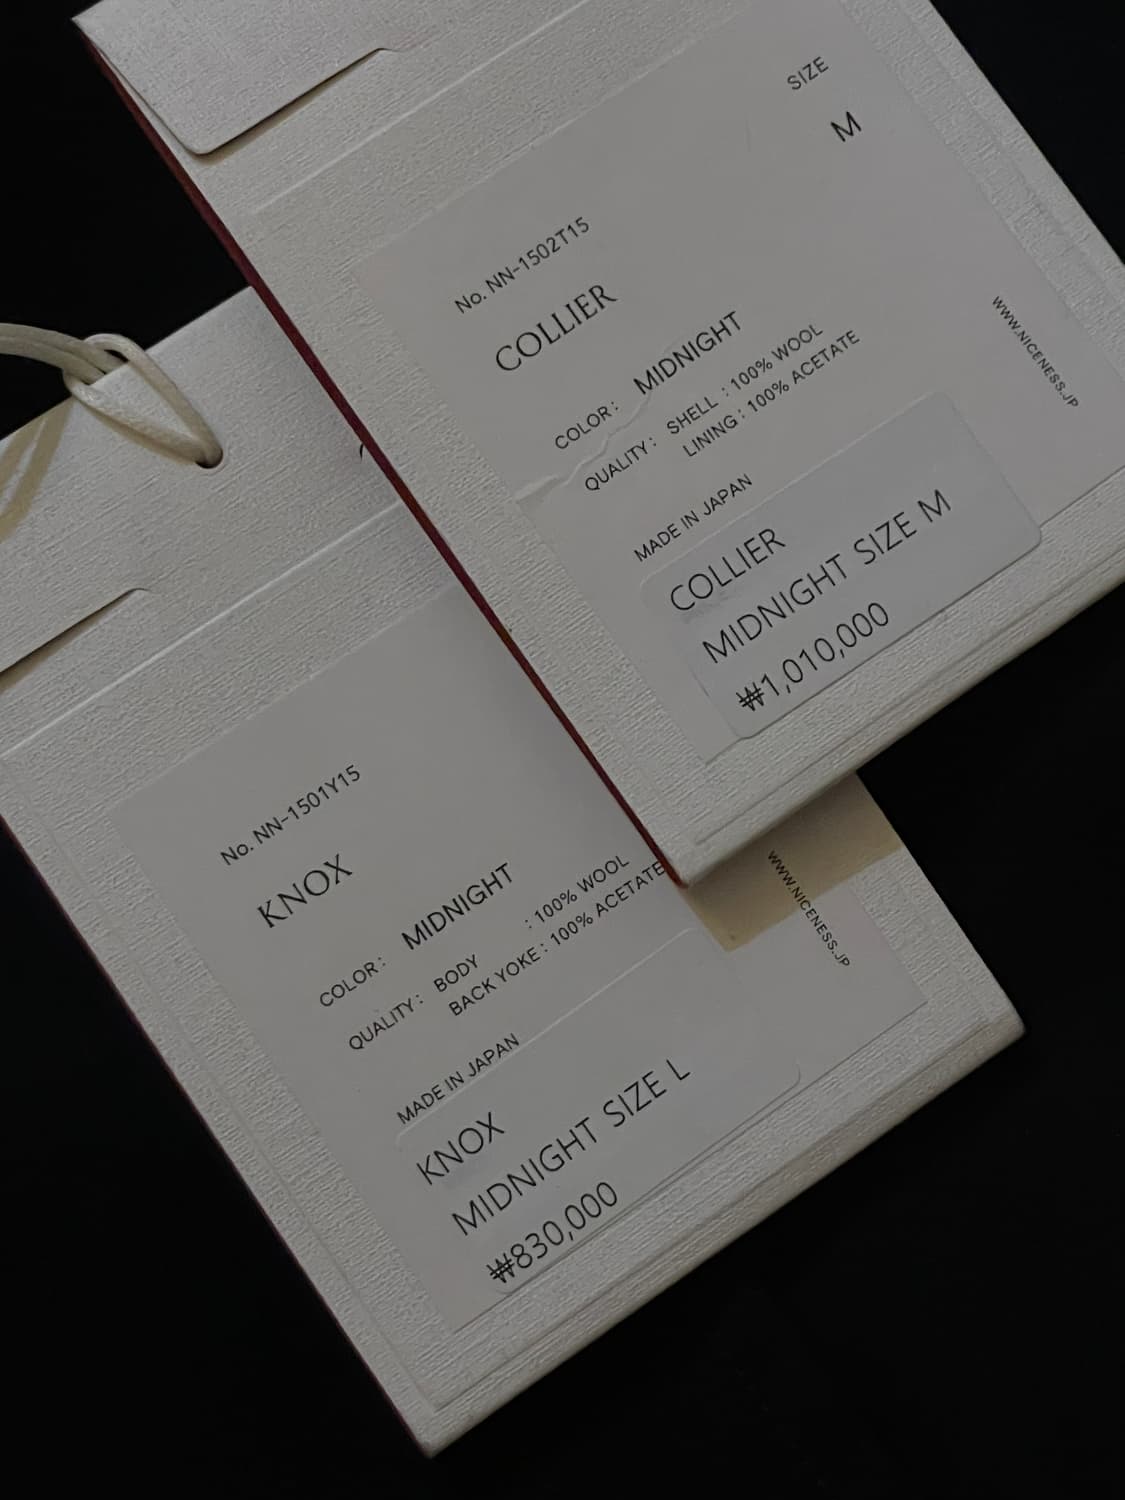 SIZE
M
No. NN-1502T15
COLLIER
COLOR: MIDNIGHT
QUALITY: SHELL : 100% WOOL
LINING : 100% ACETATE
MADE IN JAPAN
WWW.NICENESS.JP
COLLIER
MIDNIGHT SIZE M
₩1,010,000
No. NN-1501Y15
KNOX
COLOR: MIDNIGHT
QUALITY: BODY : 100% WOOL
BACK YOKE : 100% ACETATE
MADE IN JAPAN
WWW.NICENESS.JP
KNOX
MIDNIGHT SIZE L
₩830,000